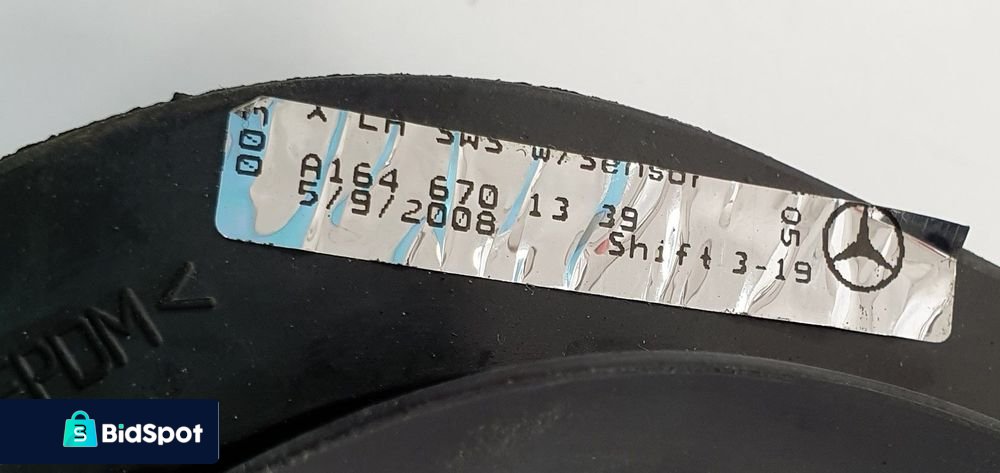 X LH SWS w/Sensor
00 A164 670 13 39 05
5/9/2008 Shift 3-19
EPDM<
BidSpot